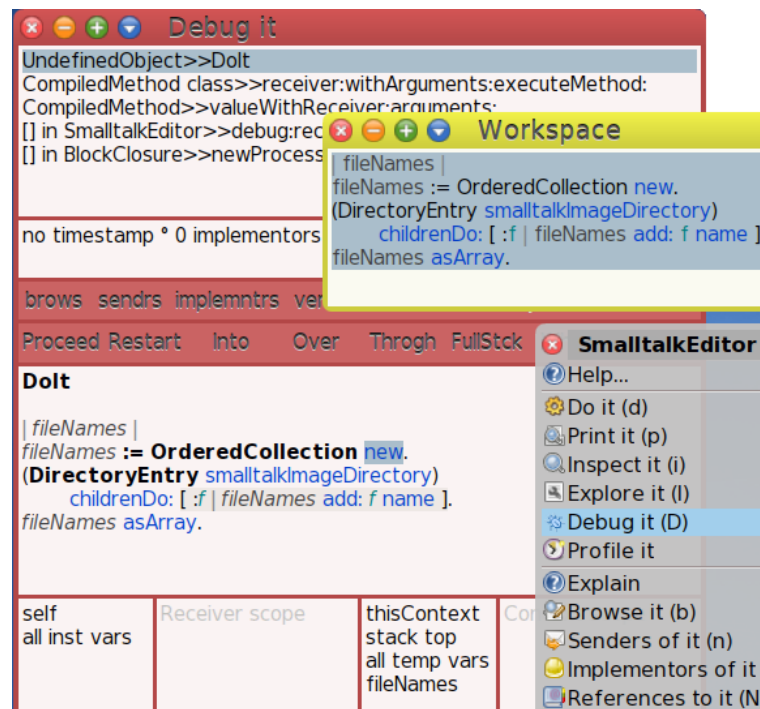 Debug it
UndefinedObject>>DoIt
CompiledMethod class>>receiver:withArguments:executeMethod:
CompiledMethod>>valueWithReceiver:arguments:
[] in SmalltalkEditor>>debug:rec
[] in BlockClosure>>newProcess
no timestamp ° 0 implementors
brows sendrs implemntrs ver
Proceed Restart Into Over Throgh FullStck
DoIt
| fileNames |
fileNames := OrderedCollection new.
(DirectoryEntry smalltalkImageDirectory)
childrenDo: [ :f | fileNames add: f name ].
fileNames asArray.
self
all inst vars
Receiver scope
thisContext
stack top
all temp vars
fileNames
Workspace
| fileNames |
fileNames := OrderedCollection new.
(DirectoryEntry smalltalkImageDirectory)
childrenDo: [ :f | fileNames add: f name ]
fileNames asArray.
SmalltalkEditor
Help...
Do it (d)
Print it (p)
Inspect it (i)
Explore it (I)
Debug it (D)
Profile it
Explain
Browse it (b)
Senders of it (n)
Implementors of it
References to it (N